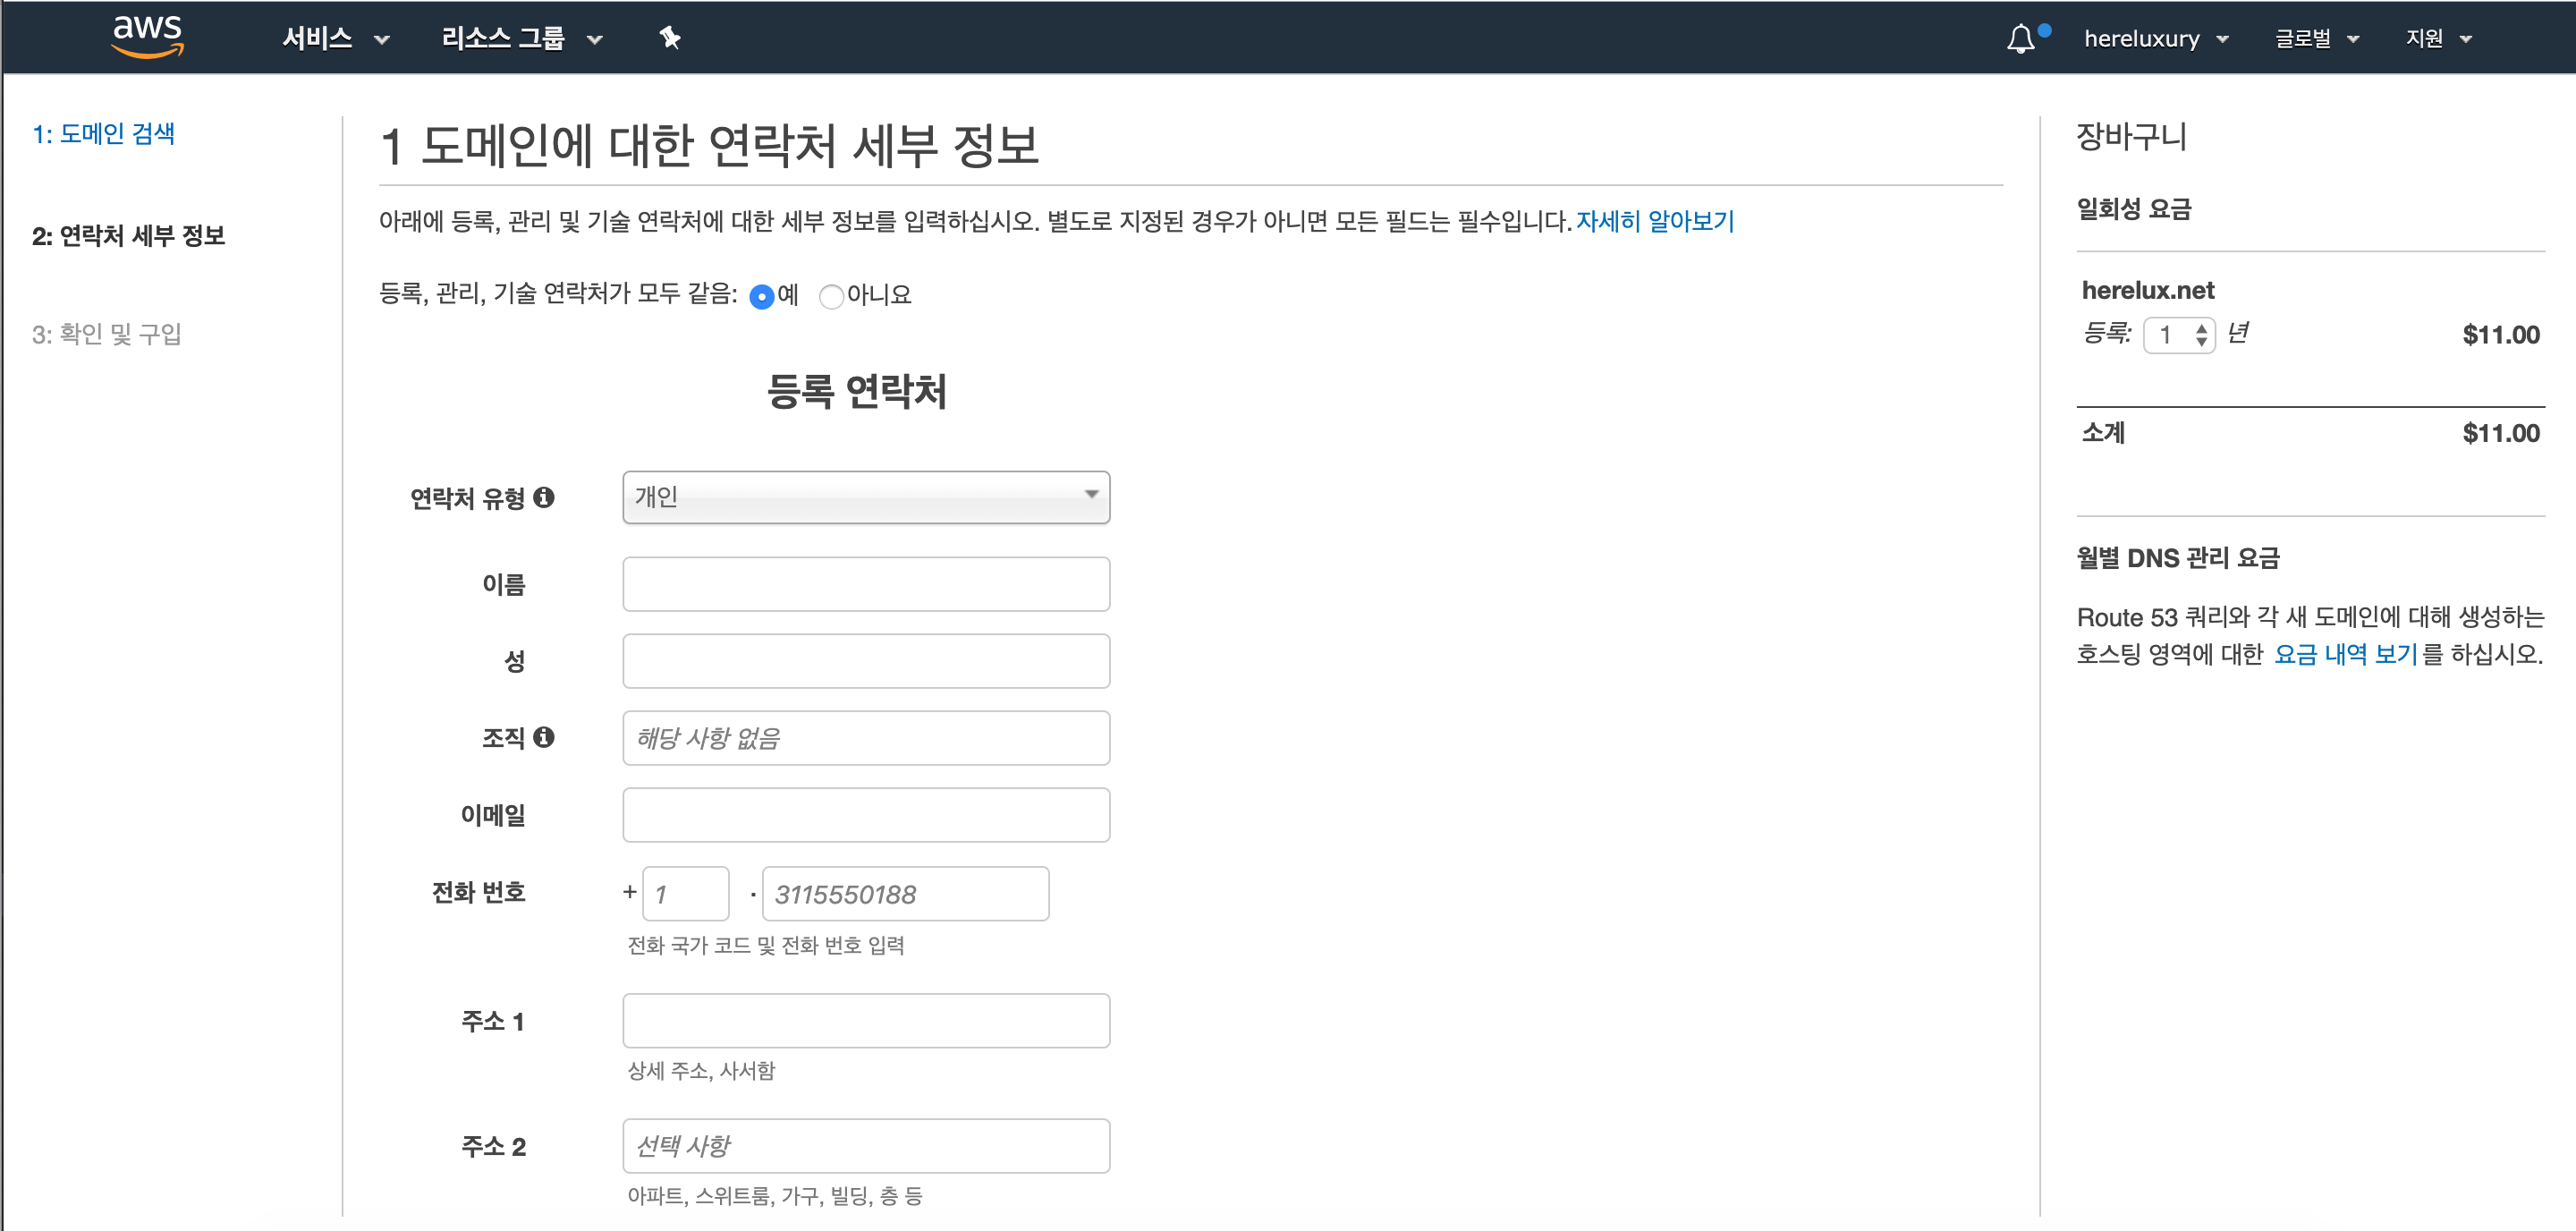 aws
서비스
리소스 그룹
hereluxury
글로벌
지원
1: 도메인 검색
2: 연락처 세부 정보
3: 확인 및 구입
1 도메인에 대한 연락처 세부 정보
아래에 등록, 관리 및 기술 연락처에 대한 세부 정보를 입력하십시오. 별도로 지정된 경우가 아니면 모든 필드는 필수입니다. 자세히 알아보기
등록, 관리, 기술 연락처가 모두 같음: 예 아니요
등록 연락처
연락처 유형 개인
이름
성
조직 해당 사항 없음
이메일
전화 번호 + 1 · 3115550188
전화 국가 코드 및 전화 번호 입력
주소 1
상세 주소, 사서함
주소 2 선택 사항
아파트, 스위트룸, 가구, 빌딩, 층 등
장바구니
일회성 요금
herelux.net
등록: 1 년 $11.00
소계 $11.00
월별 DNS 관리 요금
Route 53 쿼리와 각 새 도메인에 대해 생성하는
호스팅 영역에 대한 요금 내역 보기를 하십시오.